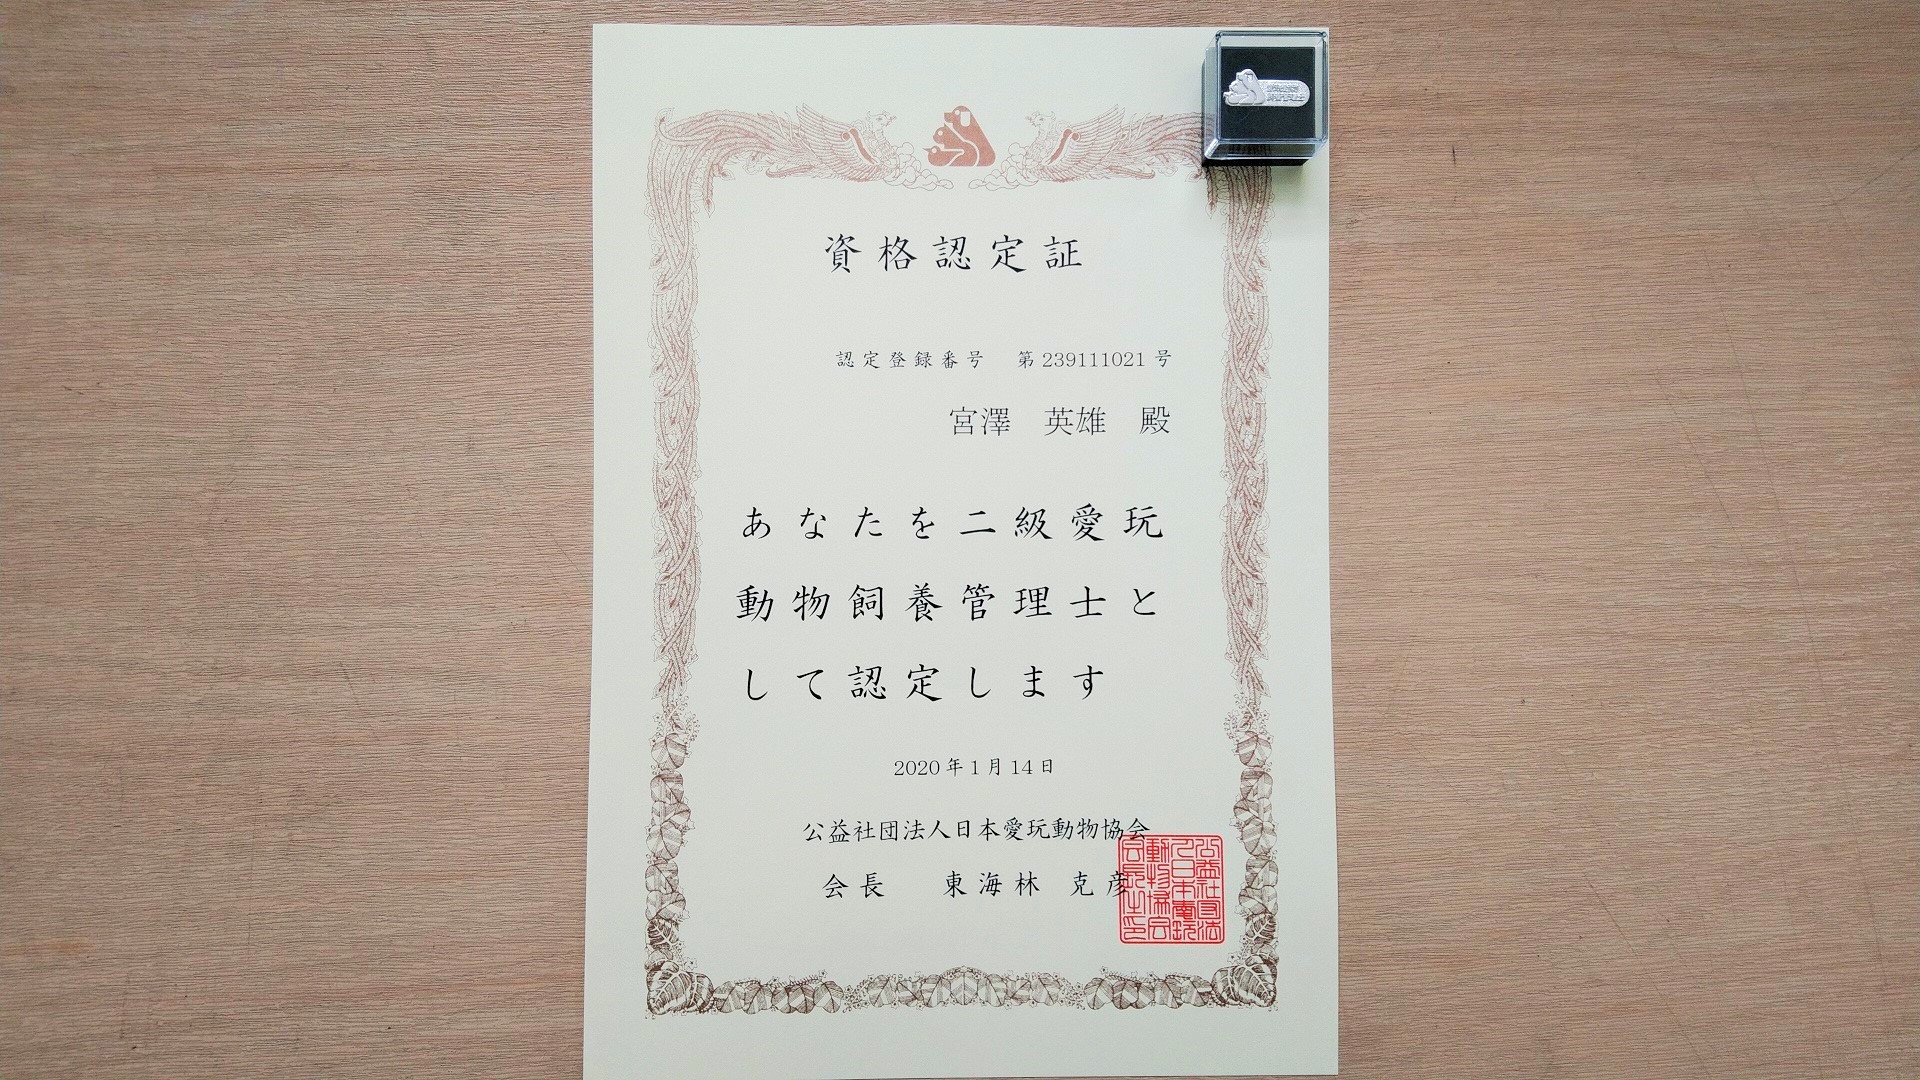 資格認定証
認定登録番号　第239111021号
宮澤　英雄　殿
あなたを二級愛玩
動物飼養管理士と
して認定します
2020年1月14日
公益社団法人日本愛玩動物協会
会長　東海林　克彦